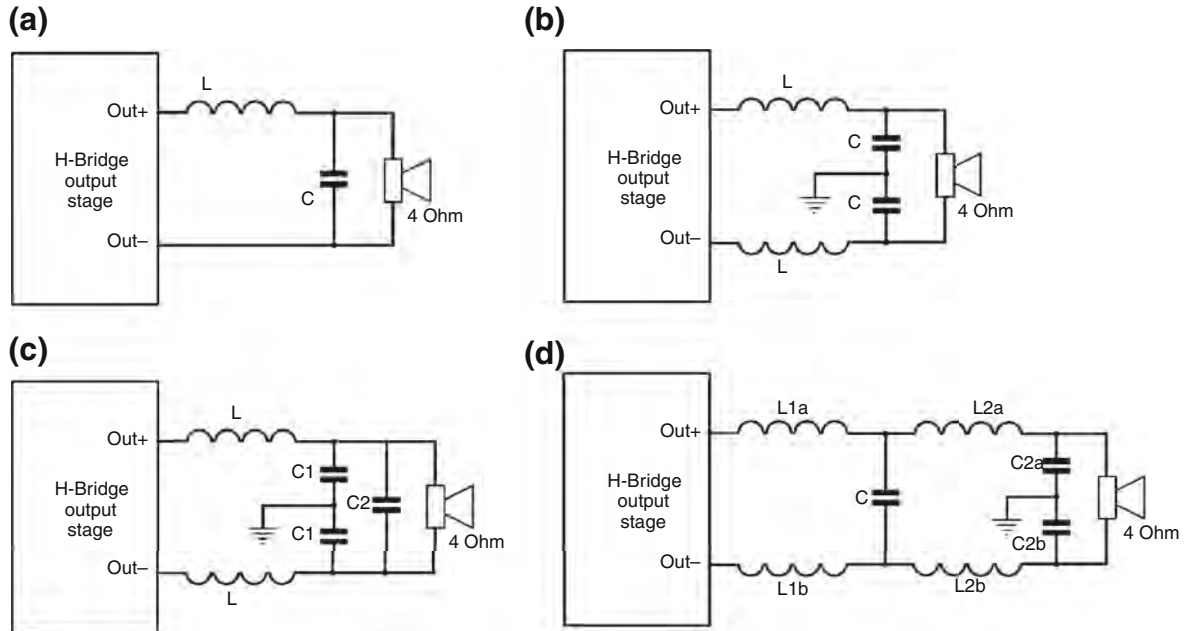 (a)
L
Out+
H-Bridge
output
stage
C
4 Ohm
Out–
(b)
L
Out+
H-Bridge
output
stage
C
C
4 Ohm
Out–
L
(c)
L
Out+
H-Bridge
output
stage
C1
C2
C1
4 Ohm
Out–
L
(d)
L1a
L2a
Out+
H-Bridge
output
stage
C
C2a
C2b
4 Ohm
Out–
L1b
L2b